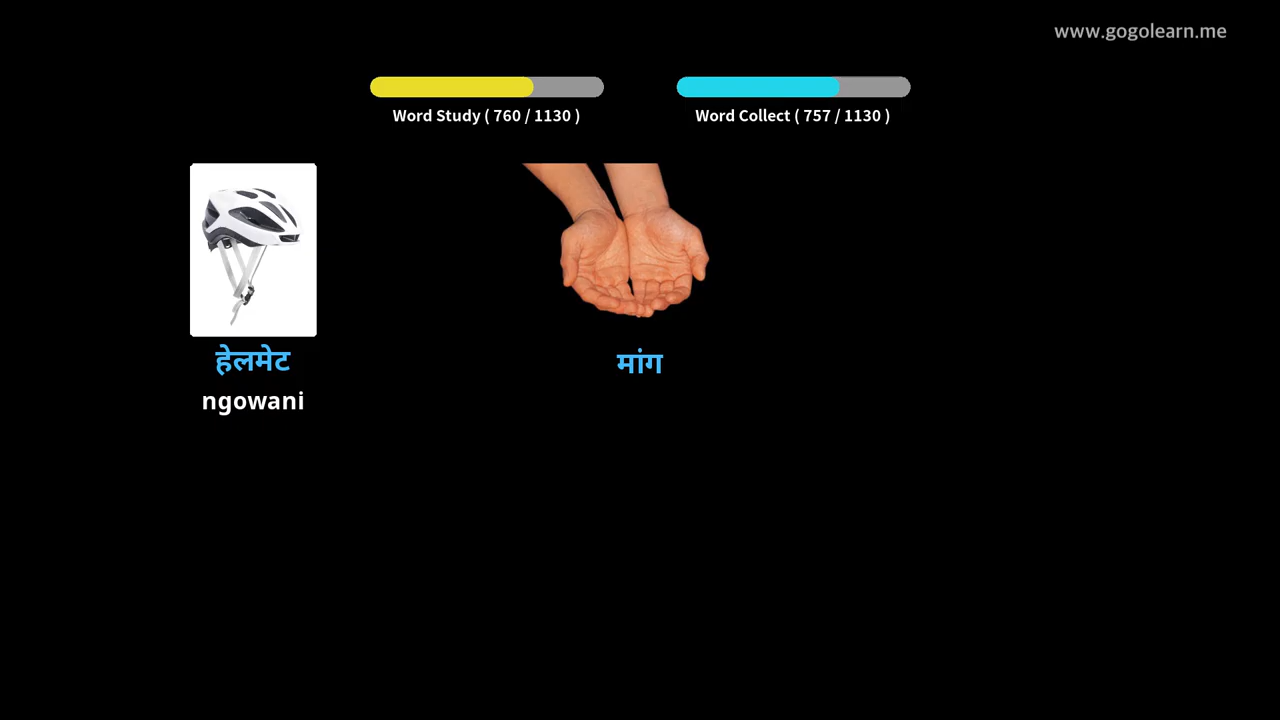 www.gogolearn.me
Word Study ( 760 / 1130 )
Word Collect ( 757 / 1130 )
हेलमेट
ngowani
मांग